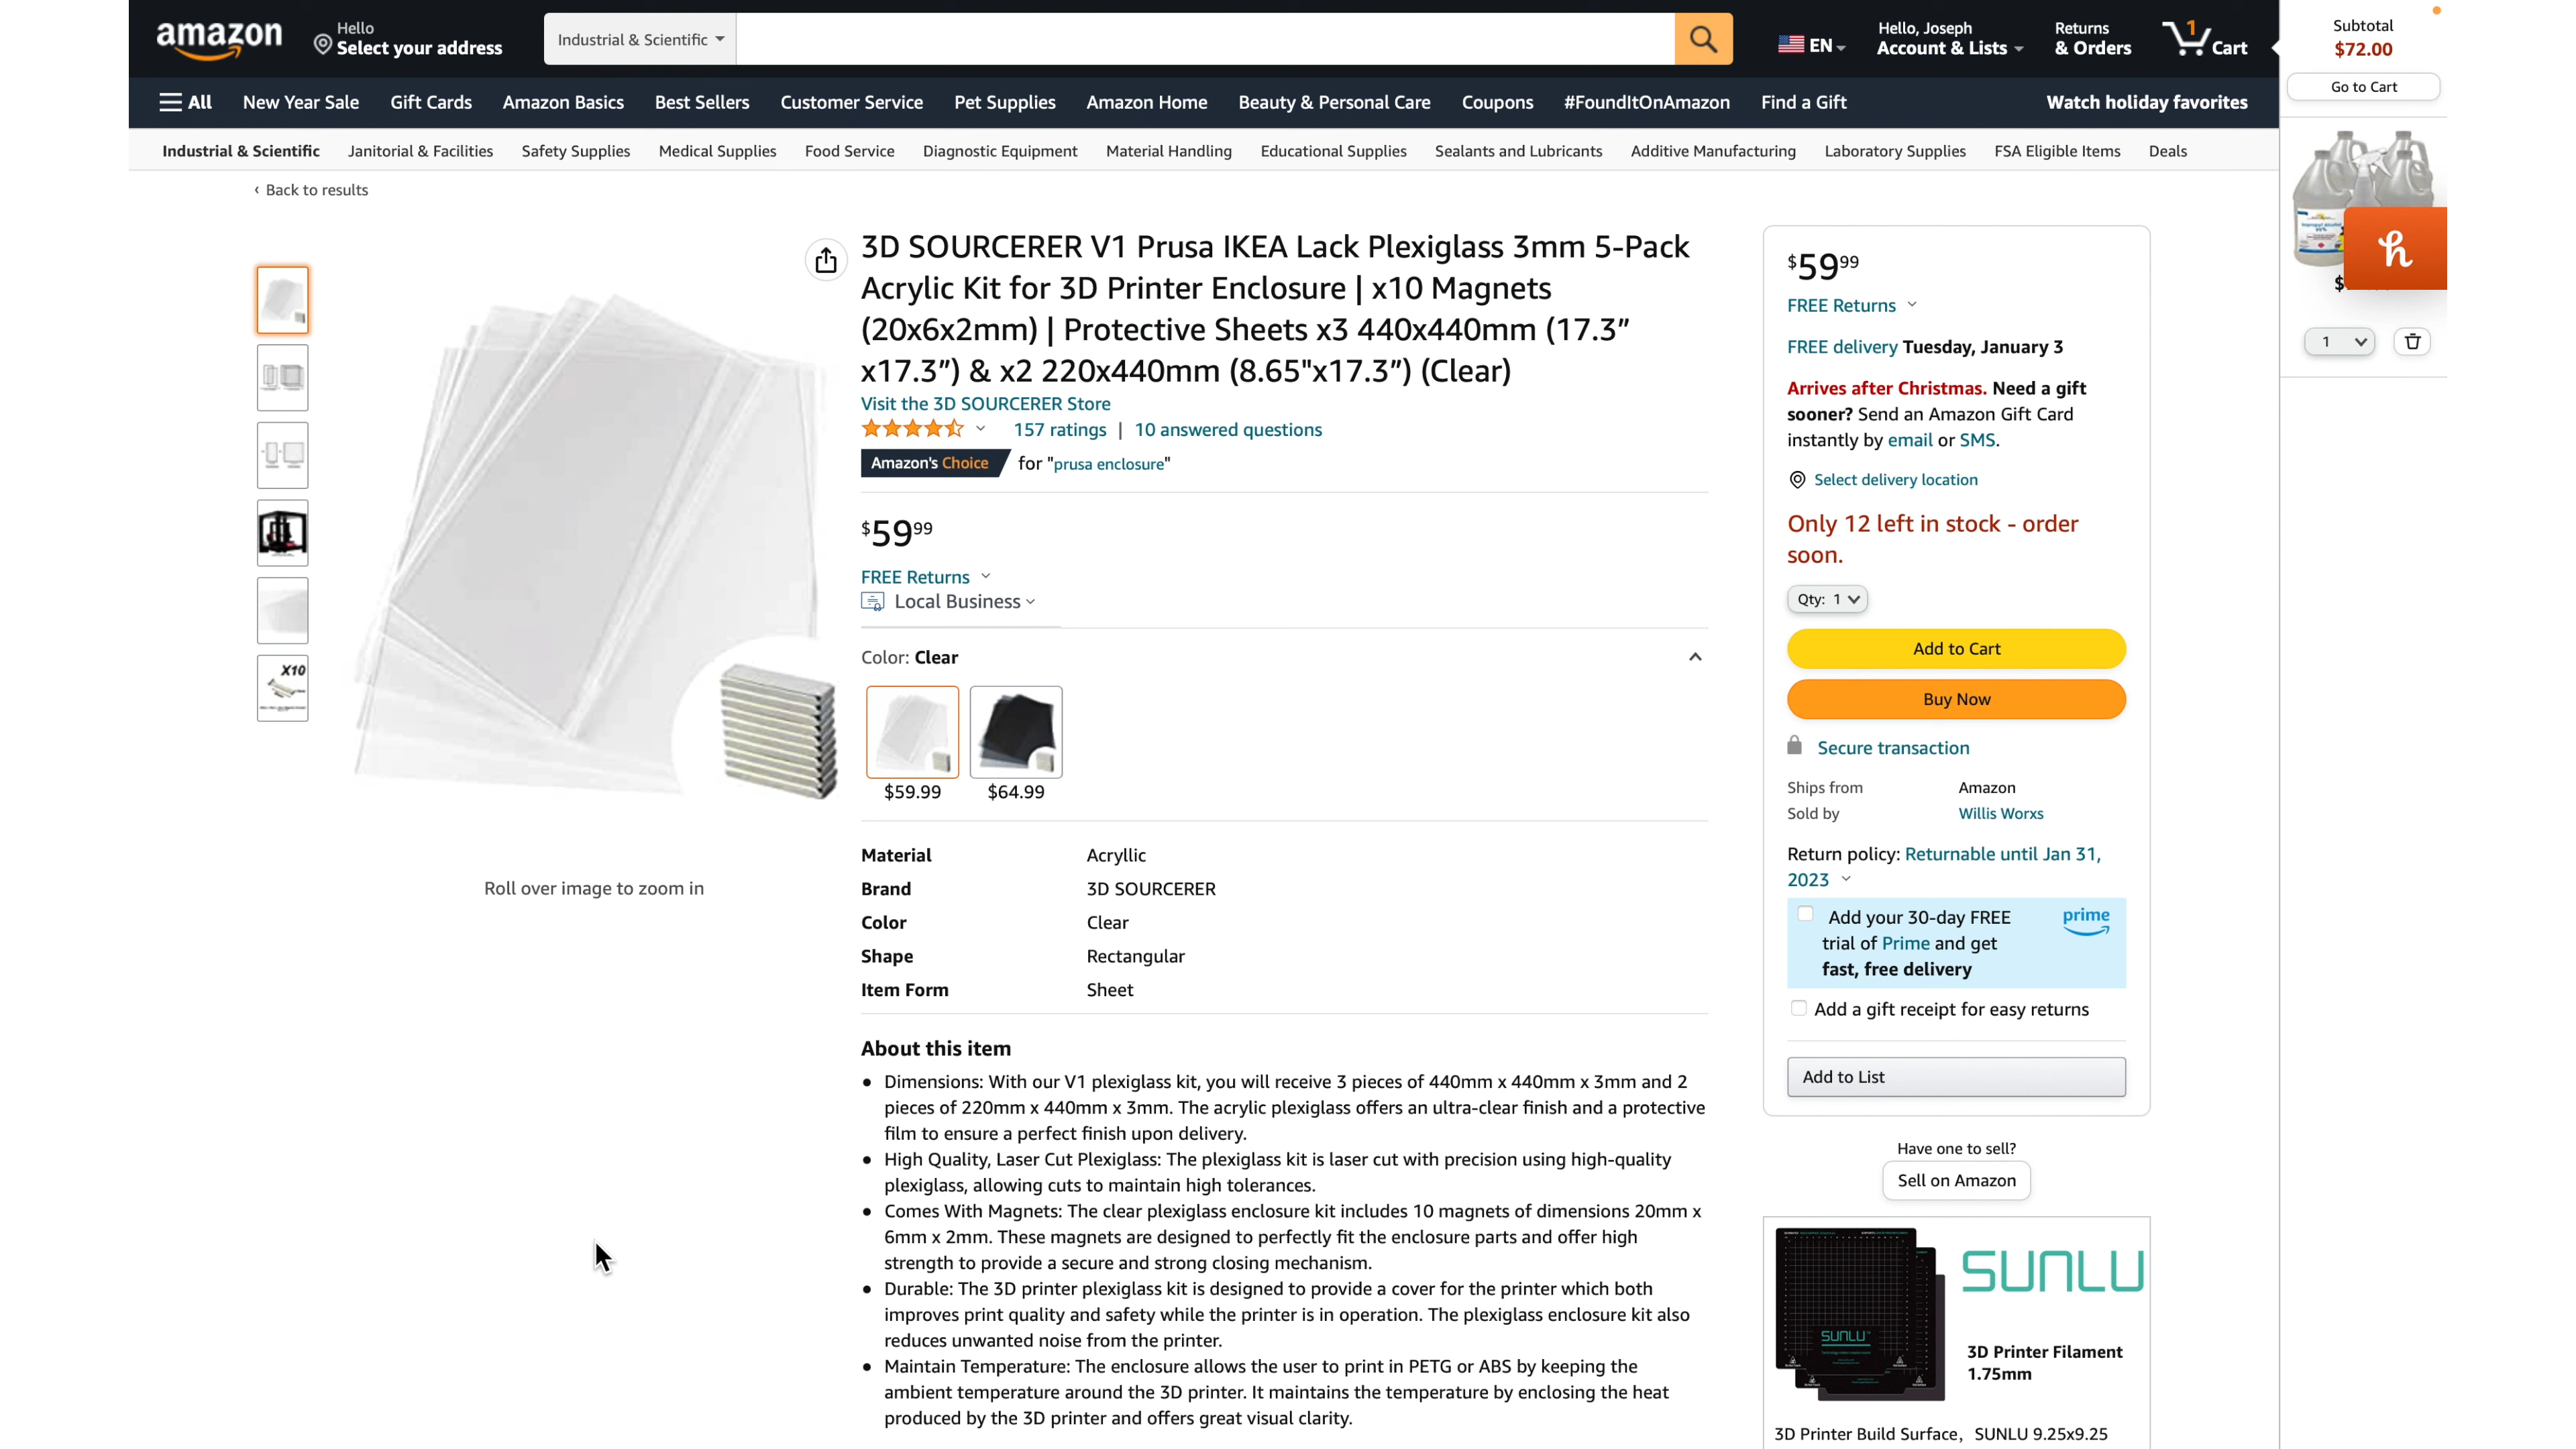 amazon
Hello
Select your address
Industrial & Scientific
EN
Hello, Joseph
Account & Lists
Returns
& Orders
1
Cart
Subtotal
$72.00
Go to Cart
All
New Year Sale
Gift Cards
Amazon Basics
Best Sellers
Customer Service
Pet Supplies
Amazon Home
Beauty & Personal Care
Coupons
#FoundItOnAmazon
Find a Gift
Watch holiday favorites
Industrial & Scientific
Janitorial & Facilities
Safety Supplies
Medical Supplies
Food Service
Diagnostic Equipment
Material Handling
Educational Supplies
Sealants and Lubricants
Additive Manufacturing
Laboratory Supplies
FSA Eligible Items
Deals
‹ Back to results
3D SOURCERER V1 Prusa IKEA Lack Plexiglass 3mm 5-Pack
Acrylic Kit for 3D Printer Enclosure | x10 Magnets
(20x6x2mm) | Protective Sheets x3 440x440mm (17.3”
x17.3”) & x2 220x440mm (8.65"x17.3”) (Clear)
Visit the 3D SOURCERER Store
157 ratings | 10 answered questions
Amazon's Choice for "prusa enclosure"
$59 99
FREE Returns
Local Business
Color: Clear
$59.99
$64.99
Material Acryllic
Brand 3D SOURCERER
Color Clear
Shape Rectangular
Item Form Sheet
X10
Roll over image to zoom in
About this item
• Dimensions: With our V1 plexiglass kit, you will receive 3 pieces of 440mm x 440mm x 3mm and 2
pieces of 220mm x 440mm x 3mm. The acrylic plexiglass offers an ultra-clear finish and a protective
film to ensure a perfect finish upon delivery.
• High Quality, Laser Cut Plexiglass: The plexiglass kit is laser cut with precision using high-quality
plexiglass, allowing cuts to maintain high tolerances.
• Comes With Magnets: The clear plexiglass enclosure kit includes 10 magnets of dimensions 20mm x
6mm x 2mm. These magnets are designed to perfectly fit the enclosure parts and offer high
strength to provide a secure and strong closing mechanism.
• Durable: The 3D printer plexiglass kit is designed to provide a cover for the printer which both
improves print quality and safety while the printer is in operation. The plexiglass enclosure kit also
reduces unwanted noise from the printer.
• Maintain Temperature: The enclosure allows the user to print in PETG or ABS by keeping the
ambient temperature around the 3D printer. It maintains the temperature by enclosing the heat
produced by the 3D printer and offers great visual clarity.
$59 99
FREE Returns
FREE delivery Tuesday, January 3
Arrives after Christmas. Need a gift
sooner? Send an Amazon Gift Card
instantly by email or SMS.
Select delivery location
Only 12 left in stock - order
soon.
Qty: 1
Add to Cart
Buy Now
Secure transaction
Ships from Amazon
Sold by Willis Worxs
Return policy: Returnable until Jan 31,
2023
Add your 30-day FREE
trial of Prime and get
fast, free delivery
prime
Add a gift receipt for easy returns
Add to List
Have one to sell?
Sell on Amazon
SUNLU
SUNLU
3D Printer Filament
1.75mm
3D Printer Build Surface, SUNLU 9.25x9.25
h
$
1